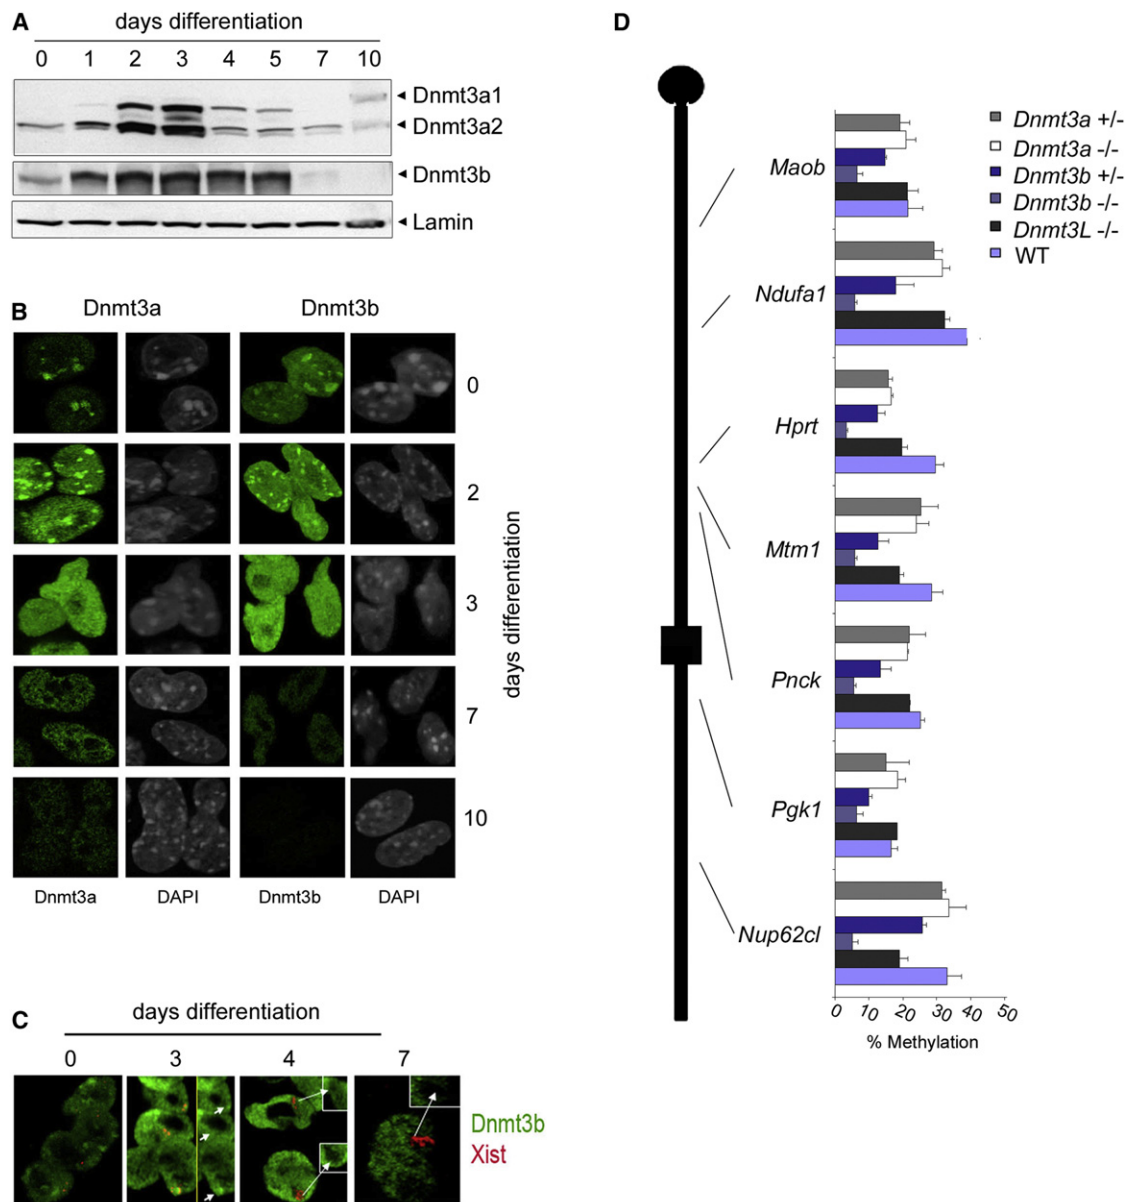 A
days differentiation
0 1 2 3 4 5 7 10
Dnmt3a1
Dnmt3a2
Dnmt3b
Lamin
B
Dnmt3a Dnmt3b
0
2
3
7
10
days differentiation
Dnmt3a DAPI Dnmt3b DAPI
C
days differentiation
0 3 4 7
Dnmt3b
Xist
D
Maob
Ndufa1
Hprt
Mtm1
Pnck
Pgk1
Nup62cl
0 10 20 30 40 50
% Methylation
Dnmt3a +/-
Dnmt3a -/-
Dnmt3b +/-
Dnmt3b -/-
Dnmt3L -/-
WT